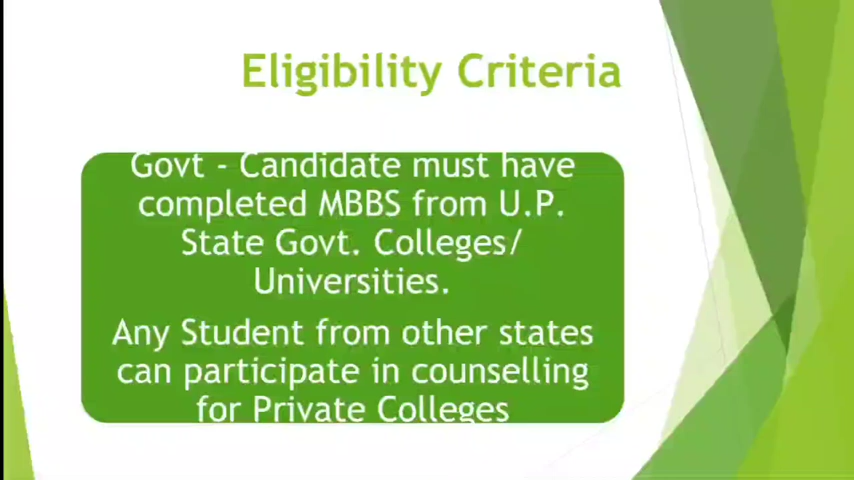 Eligibility Criteria
Govt - Candidate must have
completed MBBS from U.P.
State Govt. Colleges/
Universities.
Any Student from other states
can participate in counselling
for Private Colleges